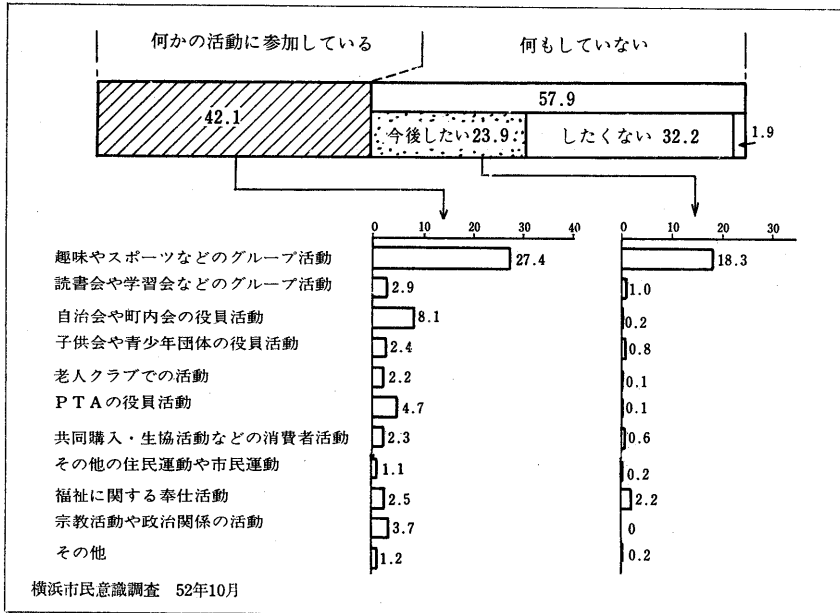 何かの活動に参加している 何もしていない
57.9
42.1
今後したい23.9 したくない 32.2 1.9
0 10 20 30 40 0 10 20 30
趣味やスポーツなどのグループ活動 27.4 18.3
読書会や学習会などのグループ活動 2.9 1.0
自治会や町内会の役員活動 8.1 0.2
子供会や青少年団体の役員活動 2.4 0.8
老人クラブでの活動 2.2 0.1
PTAの役員活動 4.7 0.1
共同購入・生協活動などの消費者活動 2.3 0.6
その他の住民運動や市民運動 1.1 0.2
福祉に関する奉仕活動 2.5 2.2
宗教活動や政治関係の活動 3.7 0
その他 1.2 0.2
横浜市民意識調査 52年10月